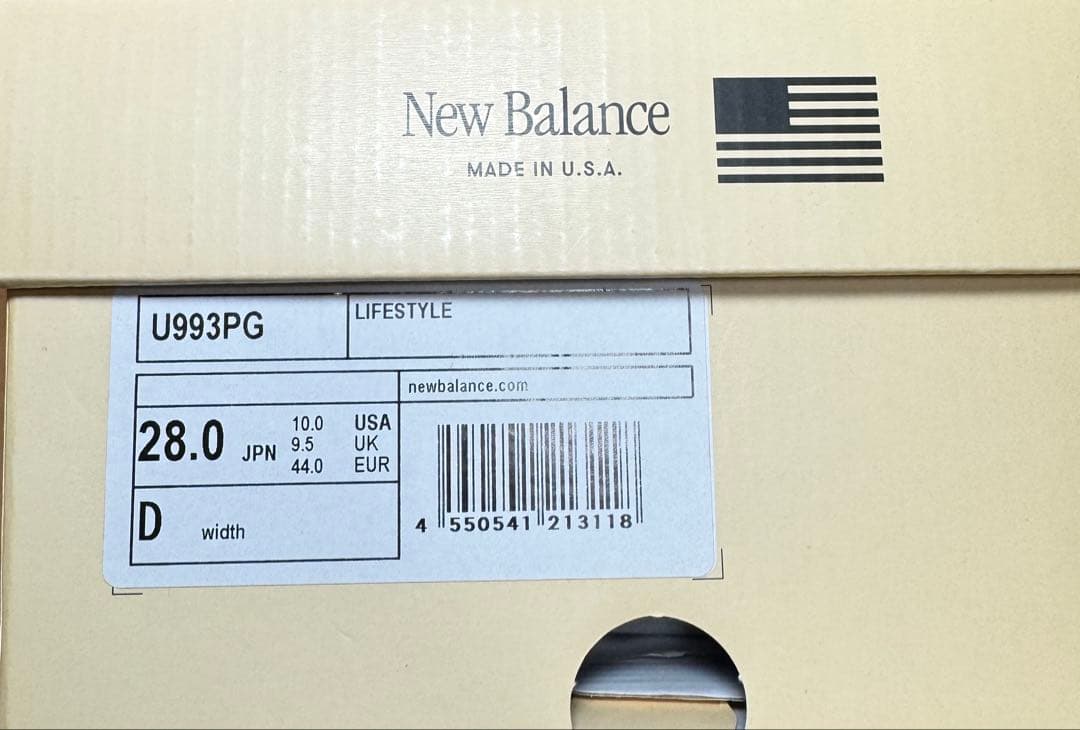 New Balance
MADE IN U.S.A.
U993PG
LIFESTYLE
newbalance.com
28.0 JPN
10.0 USA
9.5 UK
44.0 EUR
D width
4 550541 213118